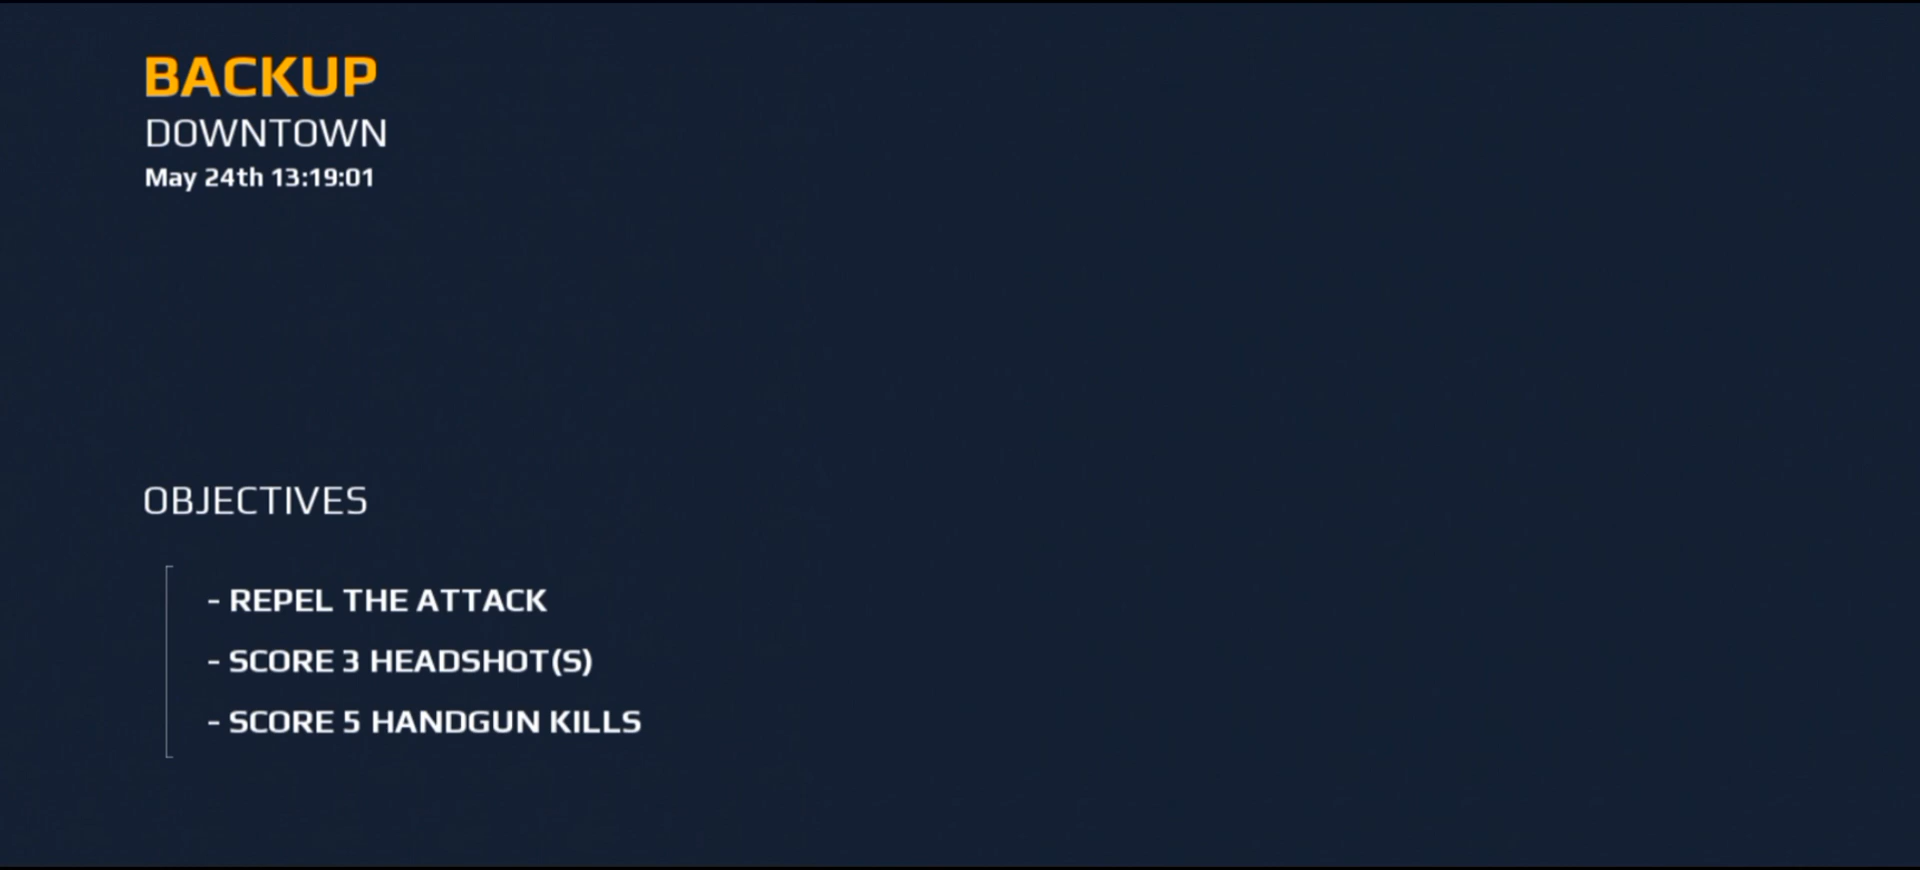 BACKUP
DOWNTOWN
May 24th 13:19:01
OBJECTIVES
- REPEL THE ATTACK
- SCORE 3 HEADSHOT(S)
- SCORE 5 HANDGUN KILLS